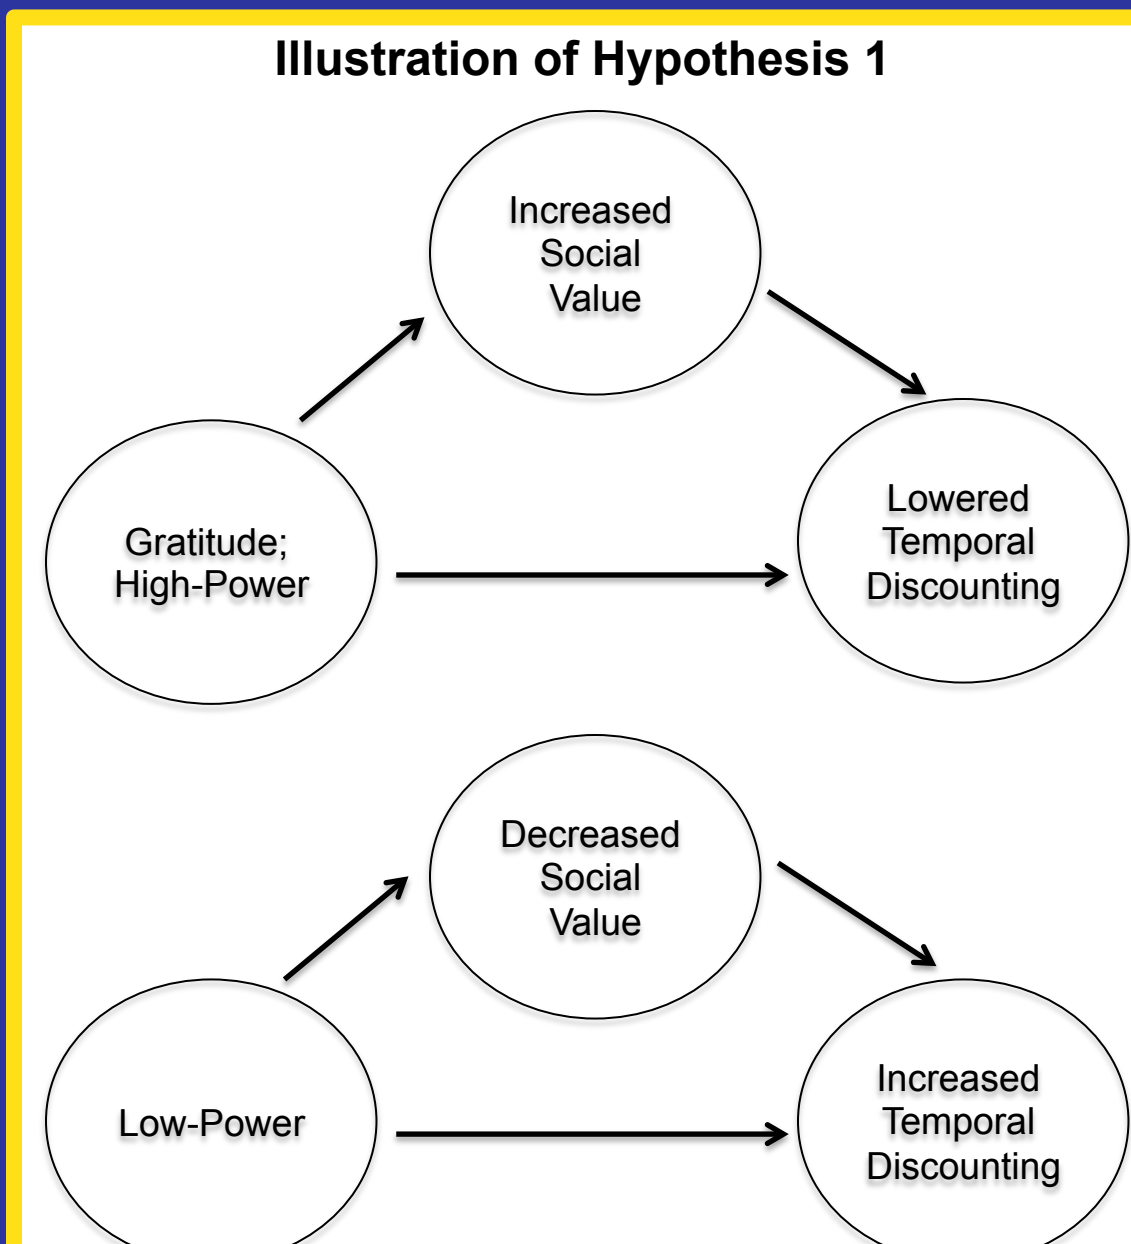 Illustration of Hypothesis 1
Increased
Social
Value
Gratitude;
High-Power
Lowered
Temporal
Discounting
Decreased
Social
Value
Low-Power
Increased
Temporal
Discounting